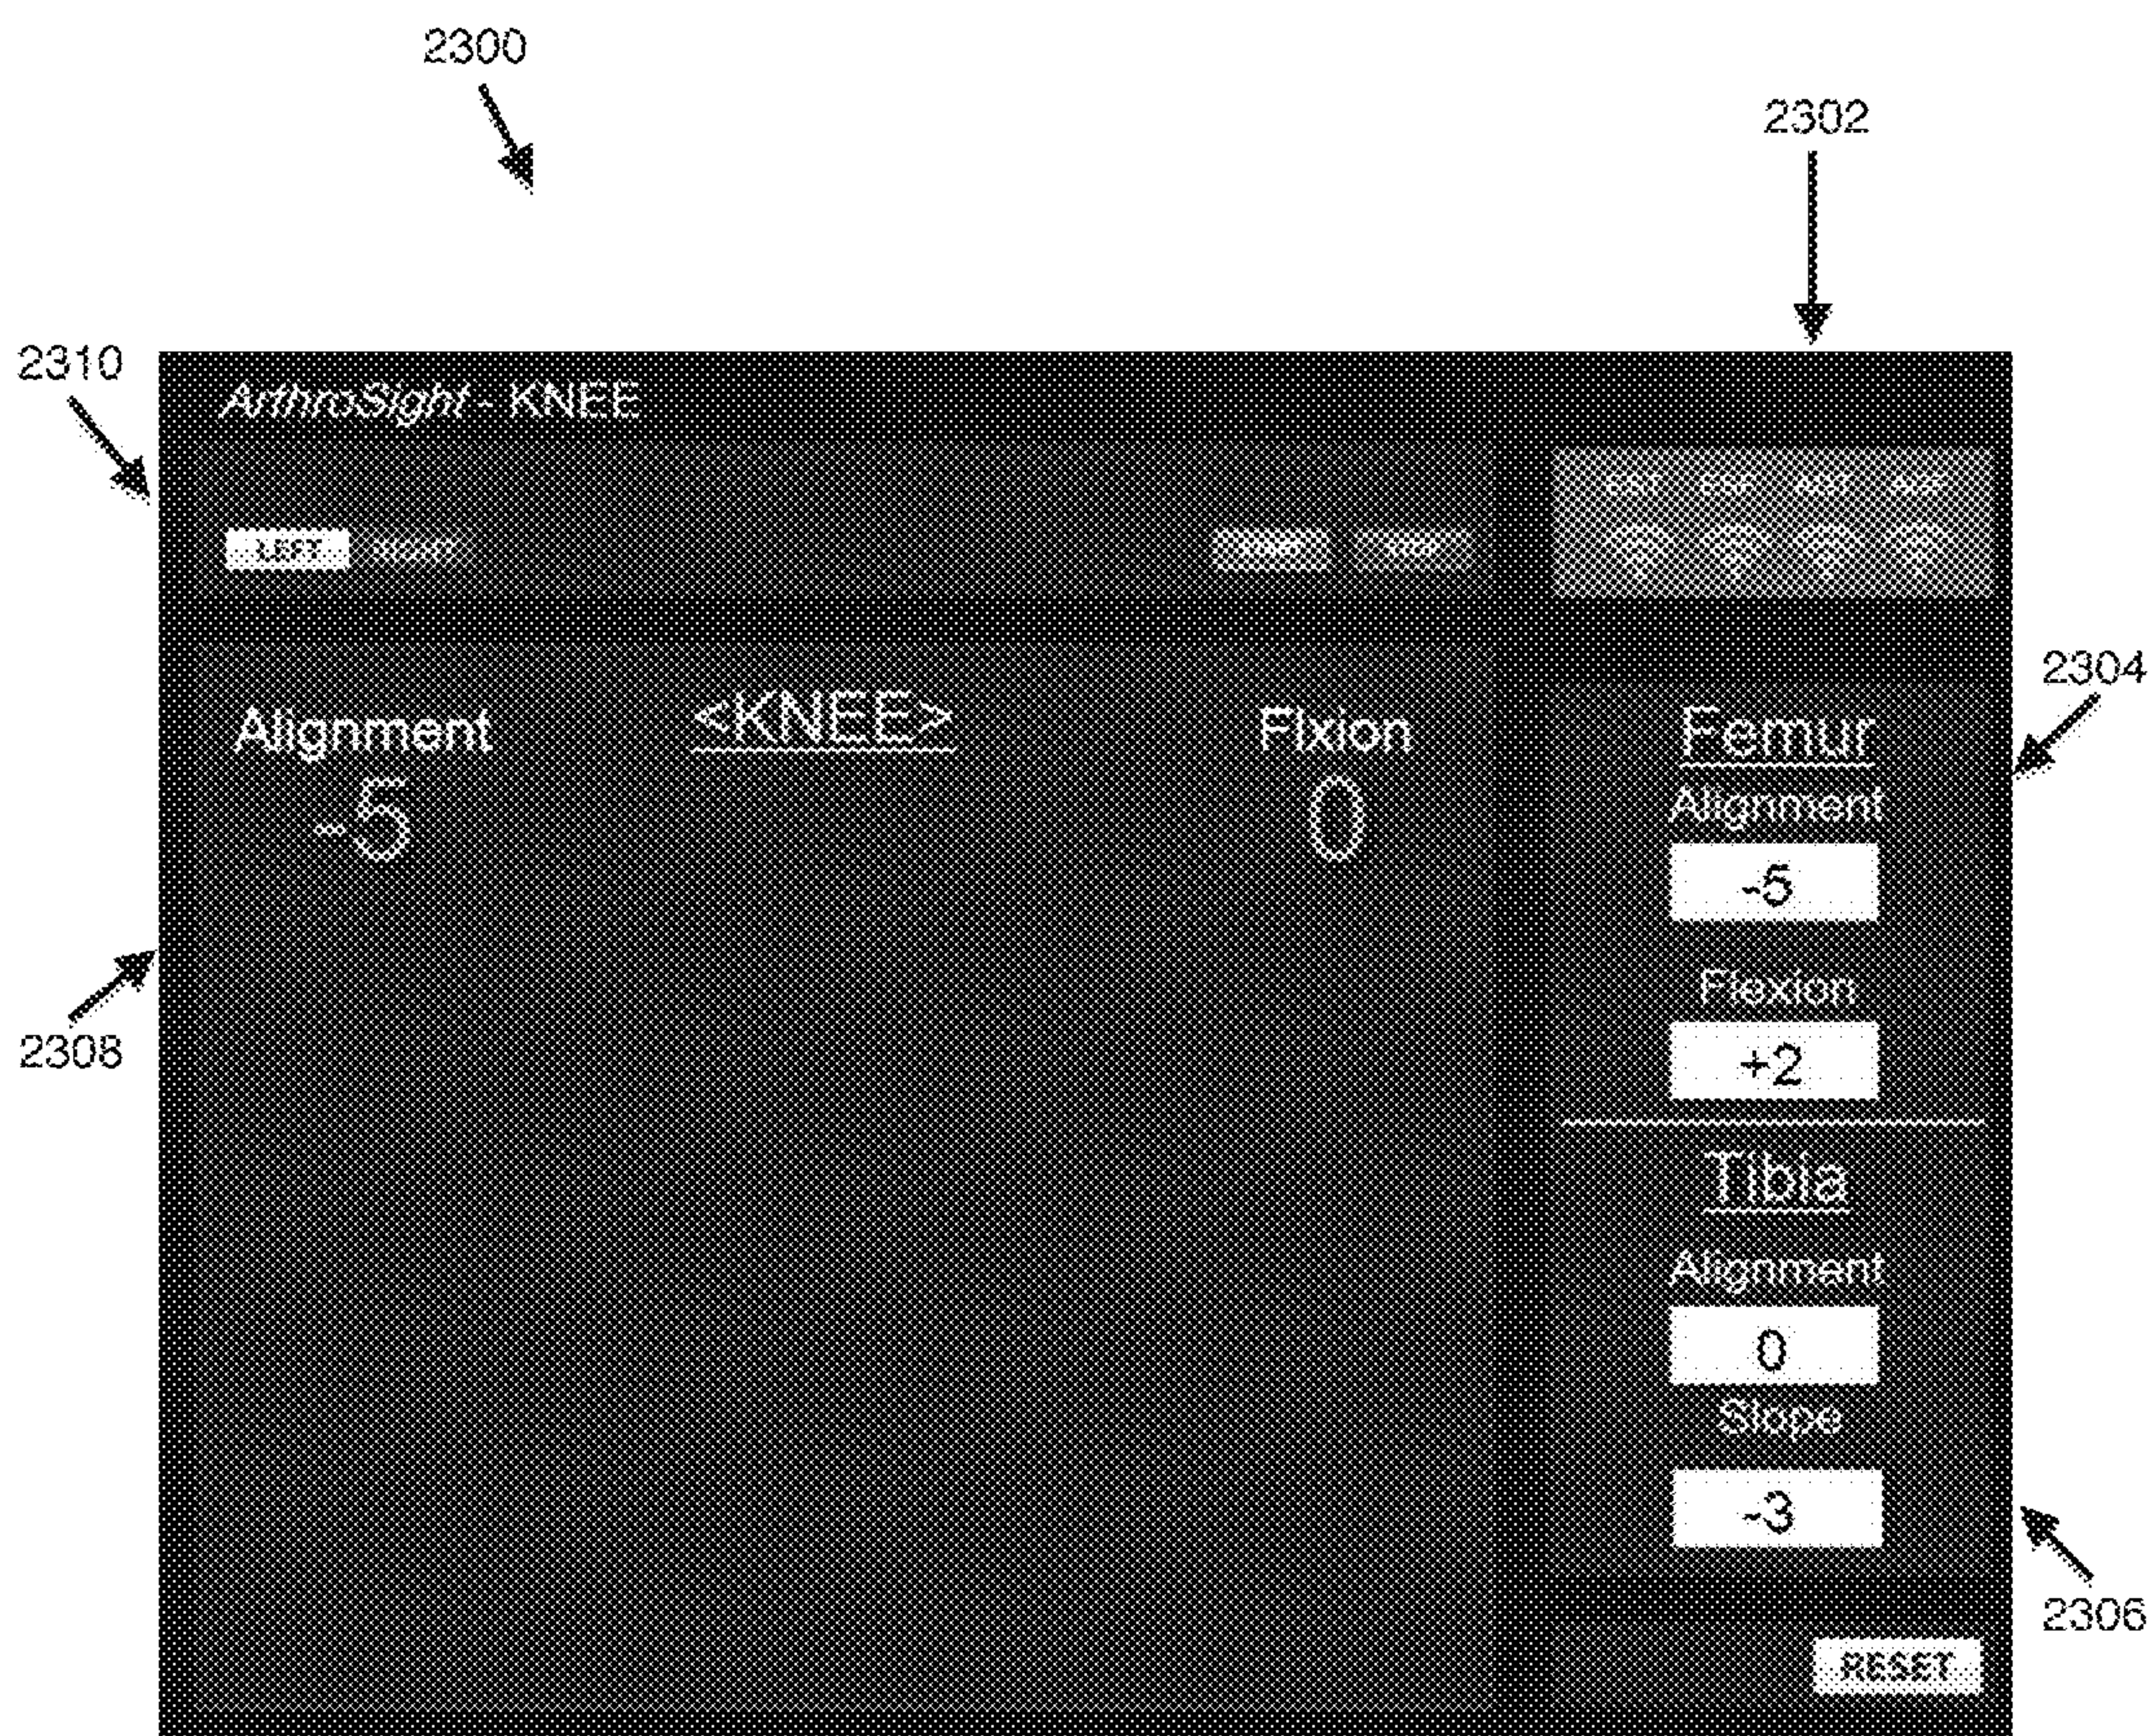 2300
2302
2310
ArthroSight - KNEE
LEFT
2304
Alignment <KNEE> Flxion Femur
-5 0
Alignment
-5
2308
Flexion
+2
Tibia
Alignment
0
Slope
-3
2306
RESET